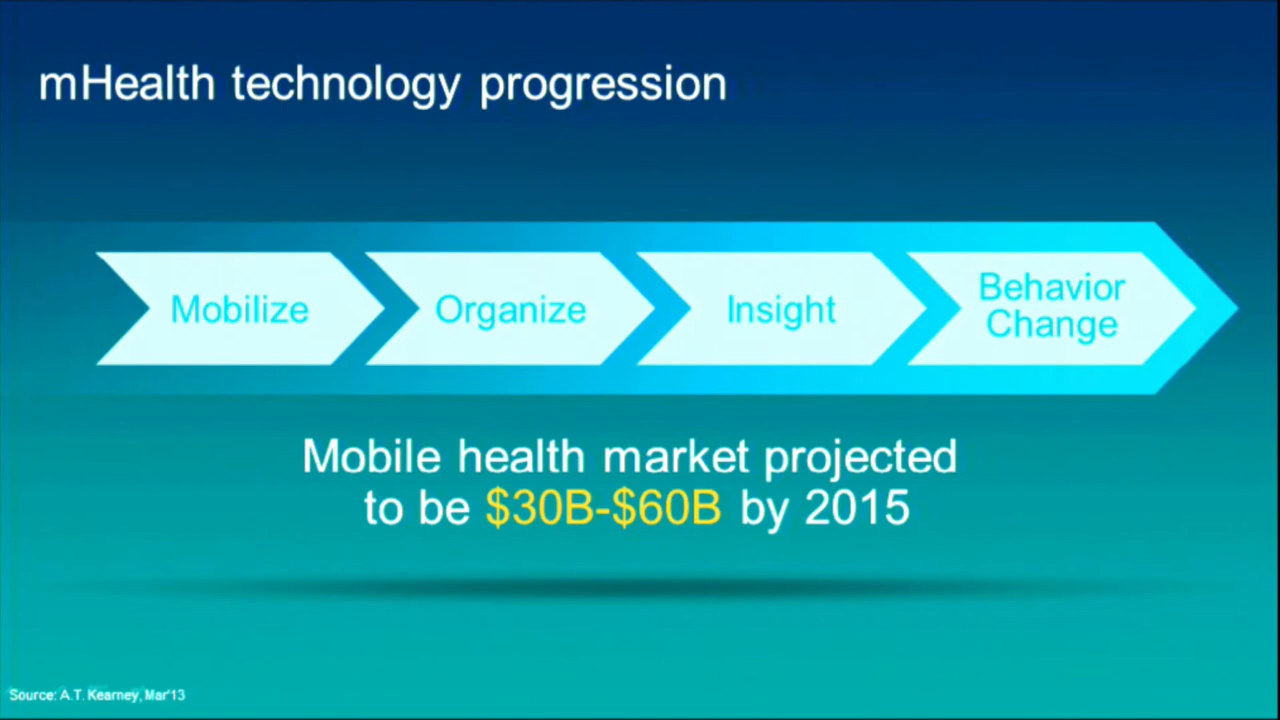 mHealth technology progression
Mobilize
Organize
Insight
Behavior
Change
Mobile health market projected
to be $30B-$60B by 2015
Source: A.T. Kearney, Mar'13